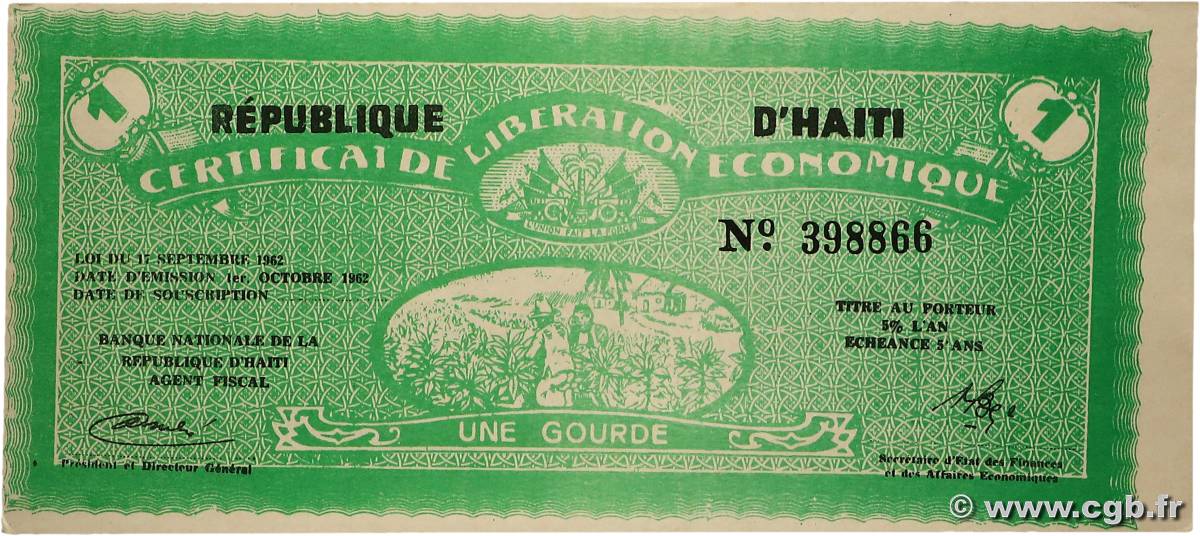 1
1
RÉPUBLIQUE D'HAITI
CERTIFICAT DE LIBERATION ECONOMIQUE
L'UNION FAIT LA FORCE
Nº 398866
LOI DU 17 SEPTEMBRE 1962
DATE D'EMISSION 1er. OCTOBRE 1962
DATE DE SOUSCRIPTION
BANQUE NATIONALE DE LA
REPUBLIQUE D'HAITI
AGENT FISCAL
TITRE AU PORTEUR
5% L'AN
ECHEANCE 5 ANS
UNE GOURDE
President et Directeur Général
Secretaire d'Etat des Finances
et des Affaires Economiques
© www.cgb.fr